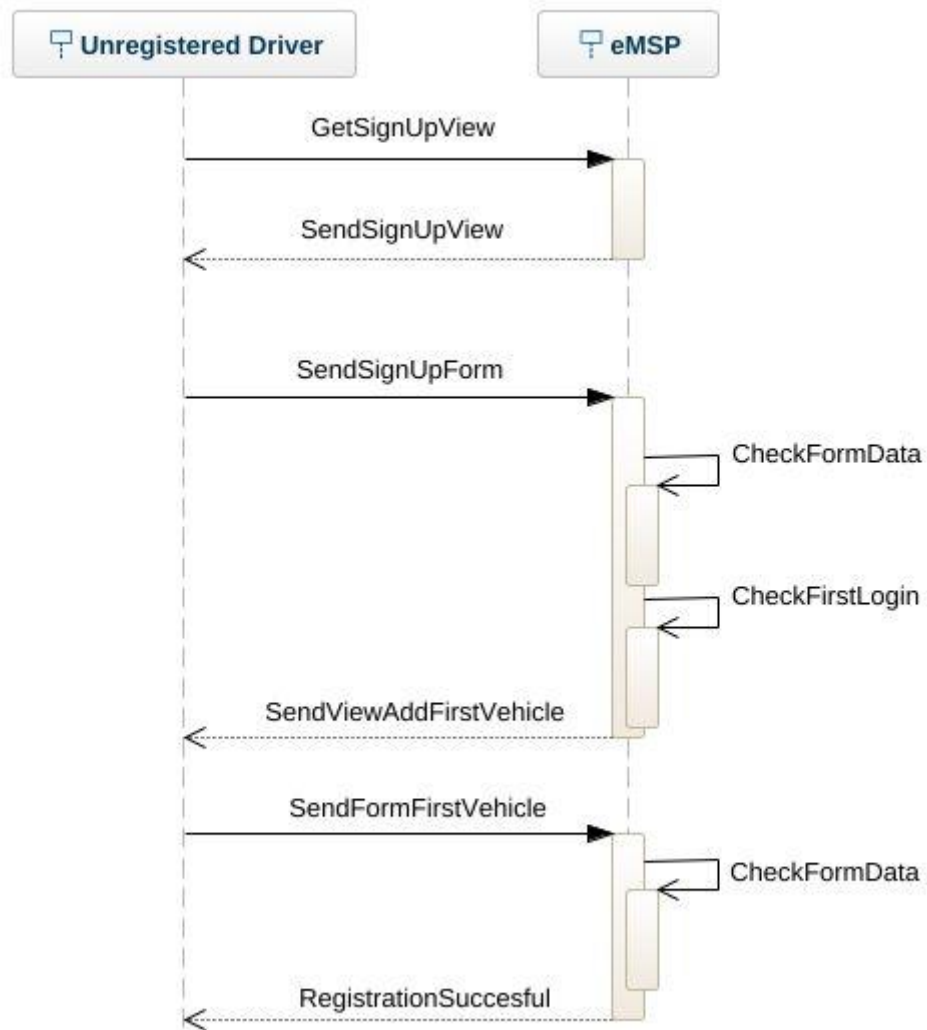 Unregistered Driver
eMSP
GetSignUpView
SendSignUpView
SendSignUpForm
CheckFormData
CheckFirstLogin
SendViewAddFirstVehicle
SendFormFirstVehicle
CheckFormData
RegistrationSuccesful